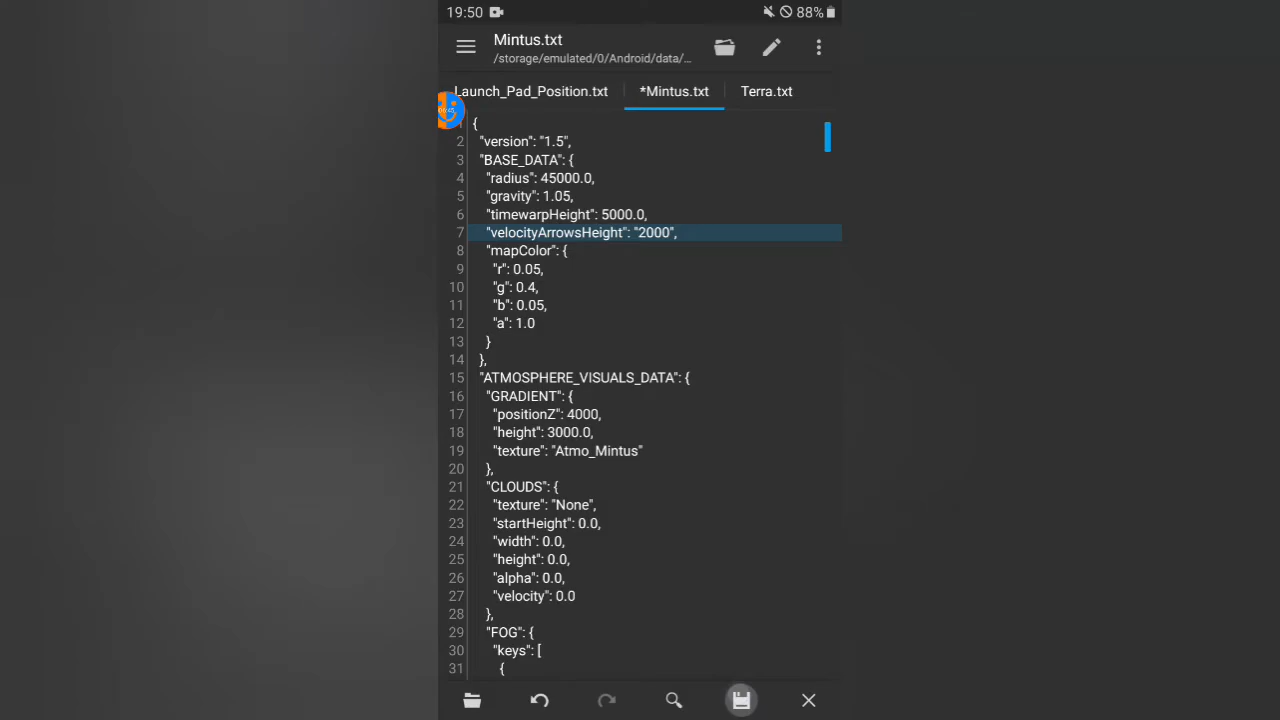 19:50 88%
Mintus.txt
/storage/emulated/0/Android/data/...
Launch_Pad_Position.txt *Mintus.txt Terra.txt
1 {
2 "version": "1.5",
3 "BASE_DATA": {
4 "radius": 45000.0,
5 "gravity": 1.05,
6 "timewarpHeight": 5000.0,
7 "velocityArrowsHeight": "2000",
8 "mapColor": {
9 "r": 0.05,
10 "g": 0.4,
11 "b": 0.05,
12 "a": 1.0
13 }
14 },
15 "ATMOSPHERE_VISUALS_DATA": {
16 "GRADIENT": {
17 "positionZ": 4000,
18 "height": 3000.0,
19 "texture": "Atmo_Mintus"
20 },
21 "CLOUDS": {
22 "texture": "None",
23 "startHeight": 0.0,
24 "width": 0.0,
25 "height": 0.0,
26 "alpha": 0.0,
27 "velocity": 0.0
28 },
29 "FOG": {
30 "keys": [
31 {